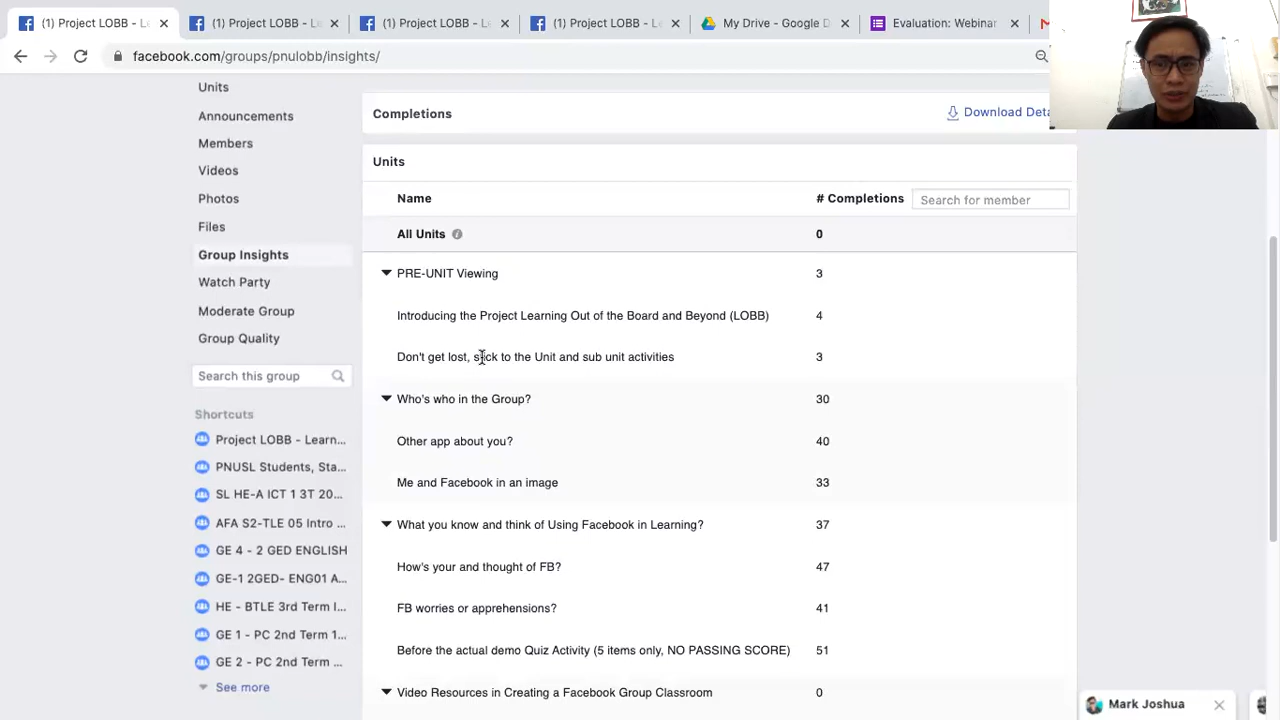 (1) Project LOBB - Le
(1) Project LOBB - L
(1) Project LOBB - L
(1) Project LOBB - L
My Drive - Google D
Evaluation: Webinar
facebook.com/groups/pnulobb/insights/
Units
Announcements
Members
Videos
Photos
Files
Group Insights
Watch Party
Moderate Group
Group Quality
Search this group
Shortcuts
Project LOBB - Learn...
PNUSL Students, Sta...
SL HE-A ICT 1 3T 20...
AFA S2-TLE 05 Intro ...
GE 4 - 2 GED ENGLISH
GE-1 2GED- ENG01 A...
HE - BTLE 3rd Term I...
GE 1 - PC 2nd Term 1...
GE 2 - PC 2nd Term ...
See more
Completions
Download Deta
Units
Name # Completions Search for member
All Units 0
PRE-UNIT Viewing 3
Introducing the Project Learning Out of the Board and Beyond (LOBB) 4
Don't get lost, sick to the Unit and sub unit activities 3
Who's who in the Group? 30
Other app about you? 40
Me and Facebook in an image 33
What you know and think of Using Facebook in Learning? 37
How's your and thought of FB? 47
FB worries or apprehensions? 41
Before the actual demo Quiz Activity (5 items only, NO PASSING SCORE) 51
Video Resources in Creating a Facebook Group Classroom 0
Mark Joshua